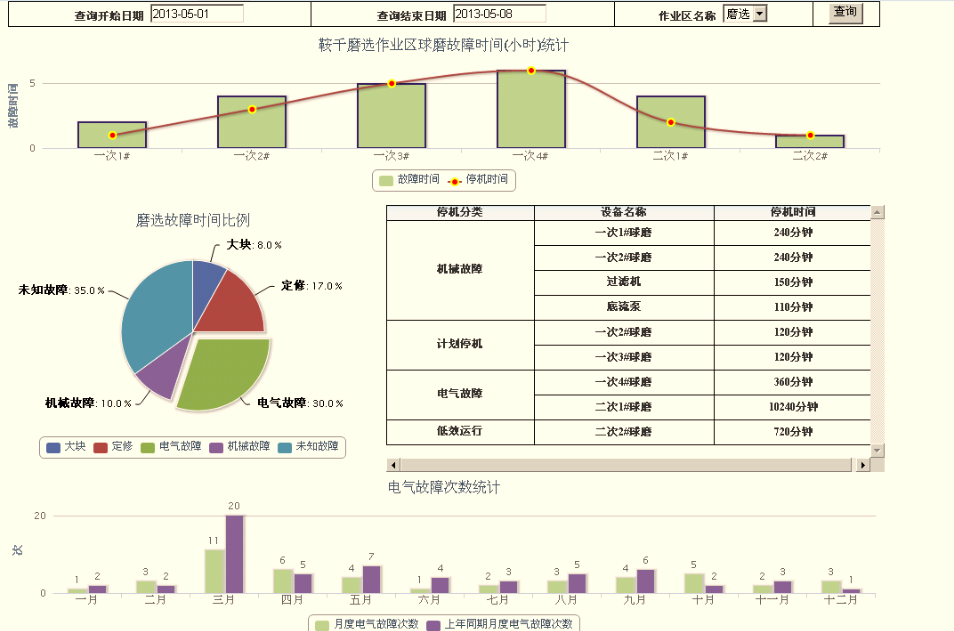 查询开始日期 2013-05-01 查询结束日期 2013-05-08 作业区名称 磨选 查询
鞍千磨选作业区球磨故障时间(小时)统计
故障时间
5
0
一次1# 一次2# 一次3# 一次4# 二次1# 二次2#
故障时间 停机时间
磨选故障时间比例
大块: 8.0%
定修: 17.0%
未知故障: 35.0%
机械故障: 10.0%
电气故障: 30.0%
大块 定修 电气故障 机械故障 未知故障
停机分类 设备名称 停机时间
机械故障
一次1#球磨 240分钟
一次2#球磨 240分钟
过滤机 150分钟
底流泵 110分钟
计划停机
一次2#球磨 120分钟
一次3#球磨 120分钟
电气故障
一次4#球磨 360分钟
二次1#球磨 10240分钟
低效运行 二次2#球磨 720分钟
电气故障次数统计
次
20
0
1 2 3 2 11 20 6 5 4 7 1 4 2 3 3 5 4 6 5 2 2 3 3 1
一月 二月 三月 四月 五月 六月 七月 八月 九月 十月 十一月 十二月
月度电气故障次数 上年同期月度电气故障次数